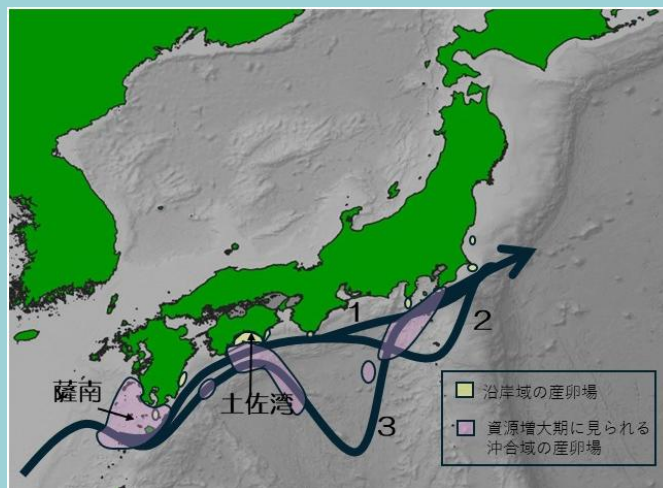 1
2
薩南
土佐湾
3
沿岸域の産卵場
資源増大期に見られる
沖合域の産卵場